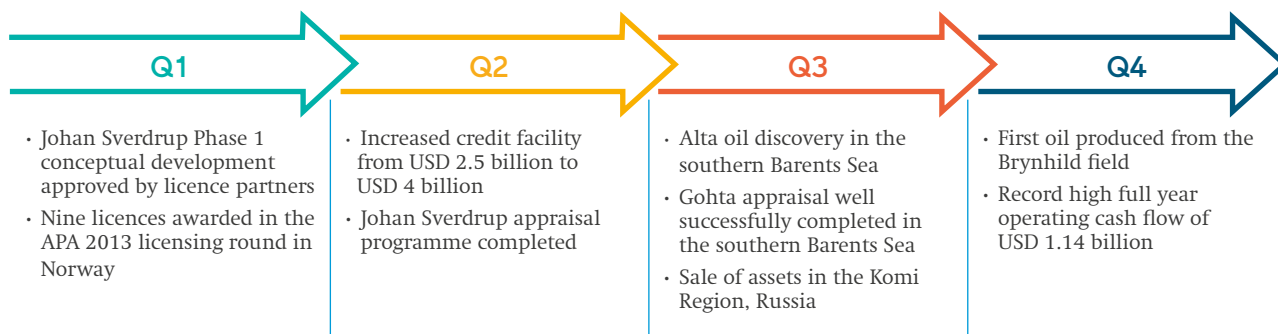 Q1
Q2
Q3
Q4
· Johan Sverdrup Phase 1
conceptual development
approved by licence partners
· Nine licences awarded in the
APA 2013 licensing round in
Norway
· Increased credit facility
from USD 2.5 billion to
USD 4 billion
· Johan Sverdrup appraisal
programme completed
· Alta oil discovery in the
southern Barents Sea
· Gohta appraisal well
successfully completed in
the southern Barents Sea
· Sale of assets in the Komi
Region, Russia
· First oil produced from the
Brynhild field
· Record high full year
operating cash flow of
USD 1.14 billion